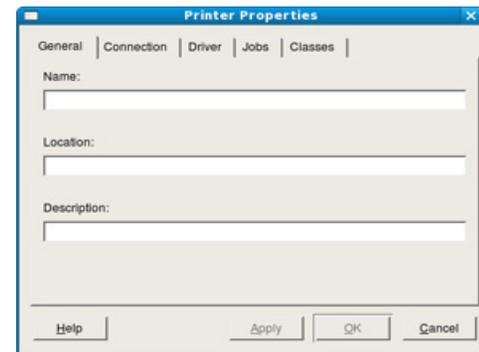 Printer Properties
General Connection Driver Jobs Classes
Name:
Location:
Description:
Help Apply OK Cancel